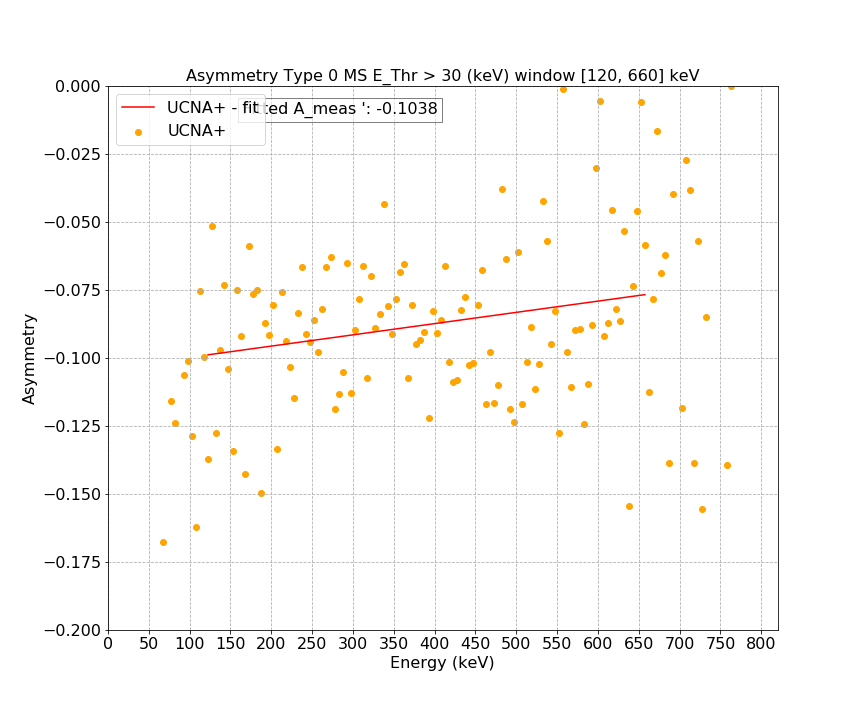 Asymmetry Type 0 MS E_Thr > 30 (keV) window [120, 660] keV
UCNA+ - fitted A_meas ': -0.1038
UCNA+
Asymmetry
0.000
−0.025
−0.050
−0.075
−0.100
−0.125
−0.150
−0.175
−0.200
0 50 100 150 200 250 300 350 400 450 500 550 600 650 700 750 800
Energy (keV)